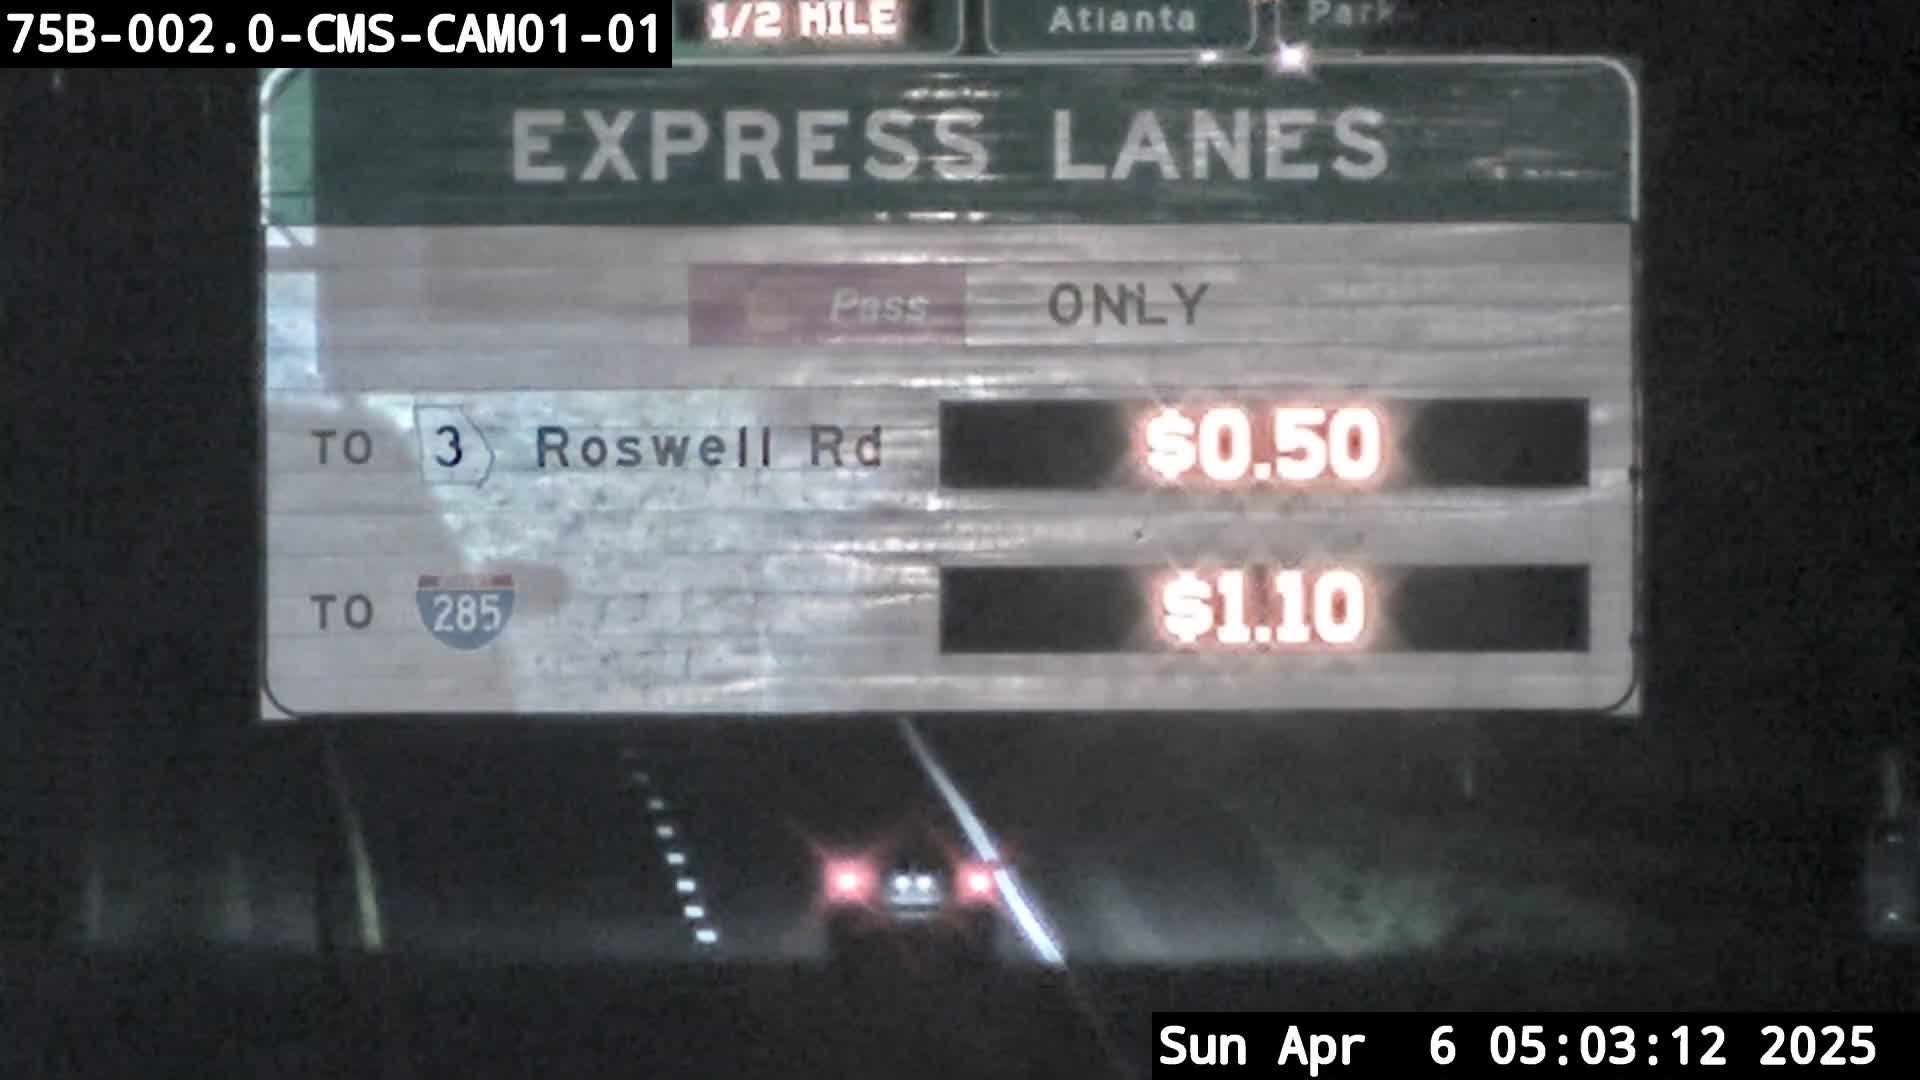 75B-002.0-CMS-CAM01-01
1/2 MILE
Atlanta
Park
EXPRESS LANES
Pass ONLY
TO 3 Roswell Rd $0.50
TO 285 $1.10
Sun Apr 6 05:03:12 2025